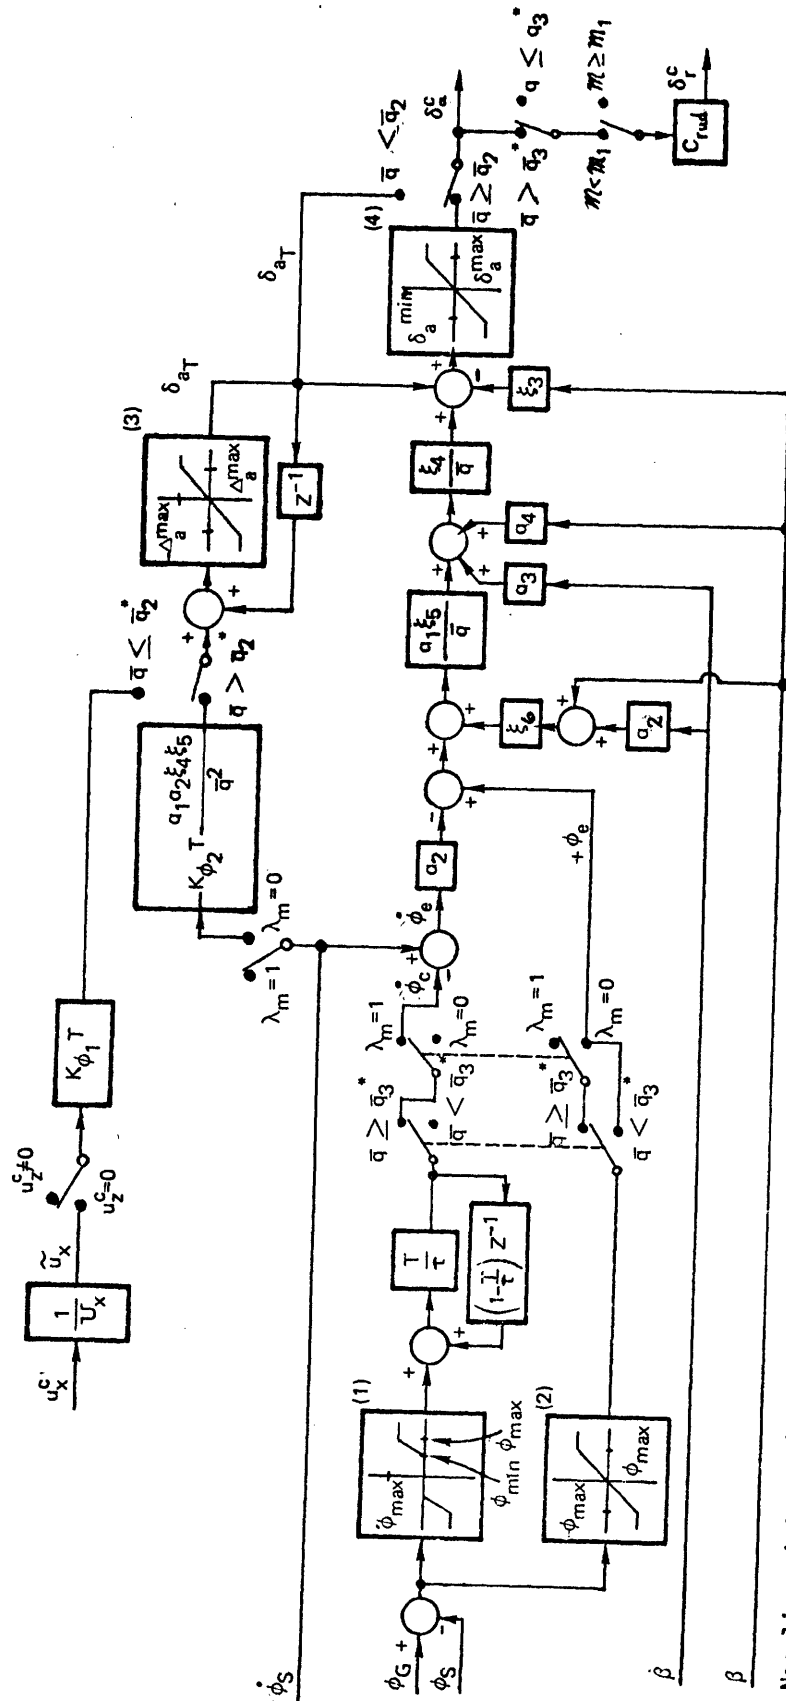 u_x^c'
1/U_x
ũ_x
u_z^c≠0
u_z^c=0
K_ϕ1 T
q̄ ≤ q̄_2^*
q̄ > q̄_2^*
K_ϕ2 T a_1a_2ξ_4ξ_5/q̄^2
λ_m=1
λ_m=0
+
+
(3)
Δ_a^max
Δ_a^max
Z^-1
δ_aT
δ_aT
q̄ < q̄_2
ϕ̇_S
ϕ_G +
ϕ_S
-
(1)
ϕ̇_max
ϕ_min
ϕ_max
+
+
T/τ
(1-T/τ) Z^-1
q̄ ≥ q̄_3^*
q̄ < q̄_3^*
λ_m=1
λ_m=0
ϕ̇_c
+
-
ϕ̇_e
a_2
-
+
+
+
a_1ξ_5/q̄
+
+
+
ξ_4/q̄
+
+
-
(4)
δ_a^min
δ_a^max
q̄ ≥ q̄_2
δ_a^c
q̄ > q̄_3^*
q ≤ q_3^*
m<m_1
m≥m_1
C_rud
δ_r^c
(2)
ϕ_max
ϕ_max
q̄ ≥ q̄_3^*
q̄ < q̄_3^*
λ_m=1
λ_m=0
+ϕ_e
ξ_6
+
+
a_2
a_3
a_4
ξ_3
β̇
β